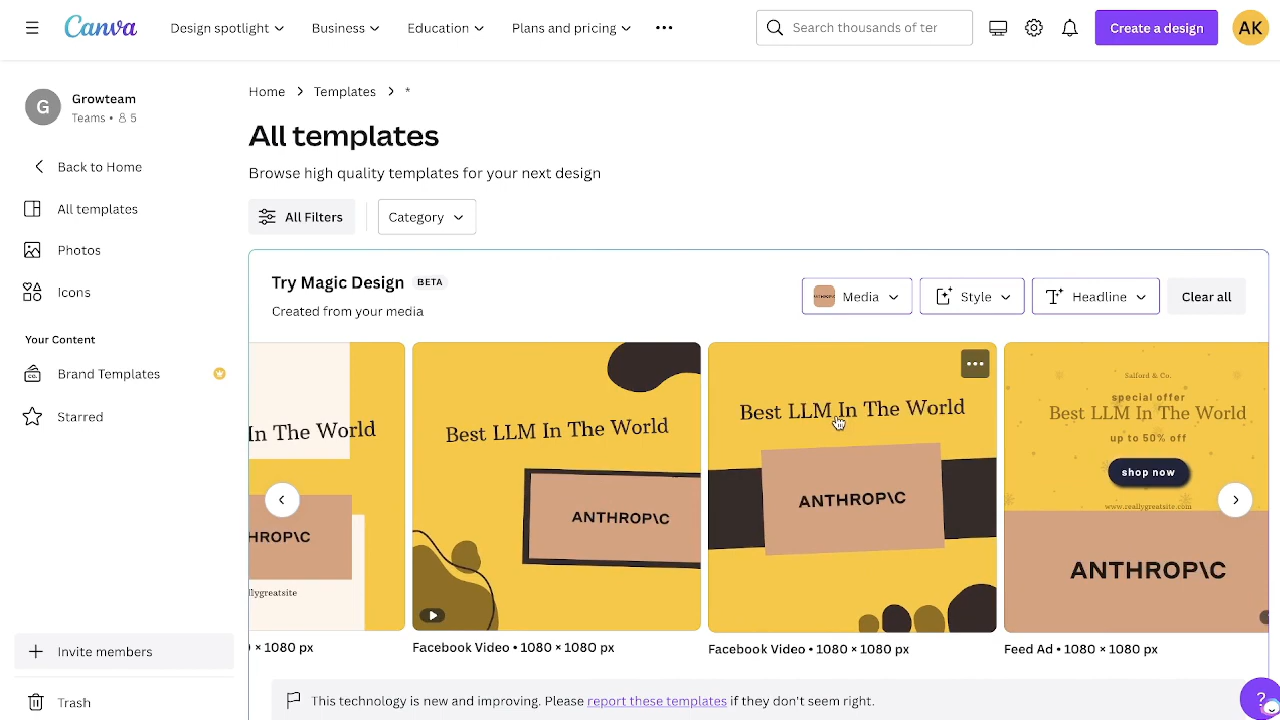 Canva
Design spotlight
Business
Education
Plans and pricing
Search thousands of ter
Create a design
AK
G
Growteam
Teams • 5
Back to Home
All templates
Photos
Icons
Your Content
Brand Templates
Starred
Invite members
Trash
Home
Templates
*
All templates
Browse high quality templates for your next design
All Filters
Category
Try Magic Design BETA
Created from your media
Media
Style
Headline
Clear all
In The World
HROP\C
llygreatsite
× 1080 px
Best LLM In The World
ANTHROP\C
Facebook Video • 1080 × 1080 px
Best LLM In The World
ANTHROP\C
Facebook Video • 1080 × 1080 px
Salford & Co.
special offer
Best LLM In The World
up to 50% off
shop now
www.reallygreatsite.com
ANTHROP\C
Feed Ad • 1080 × 1080 px
This technology is new and improving. Please report these templates if they don't seem right.
?